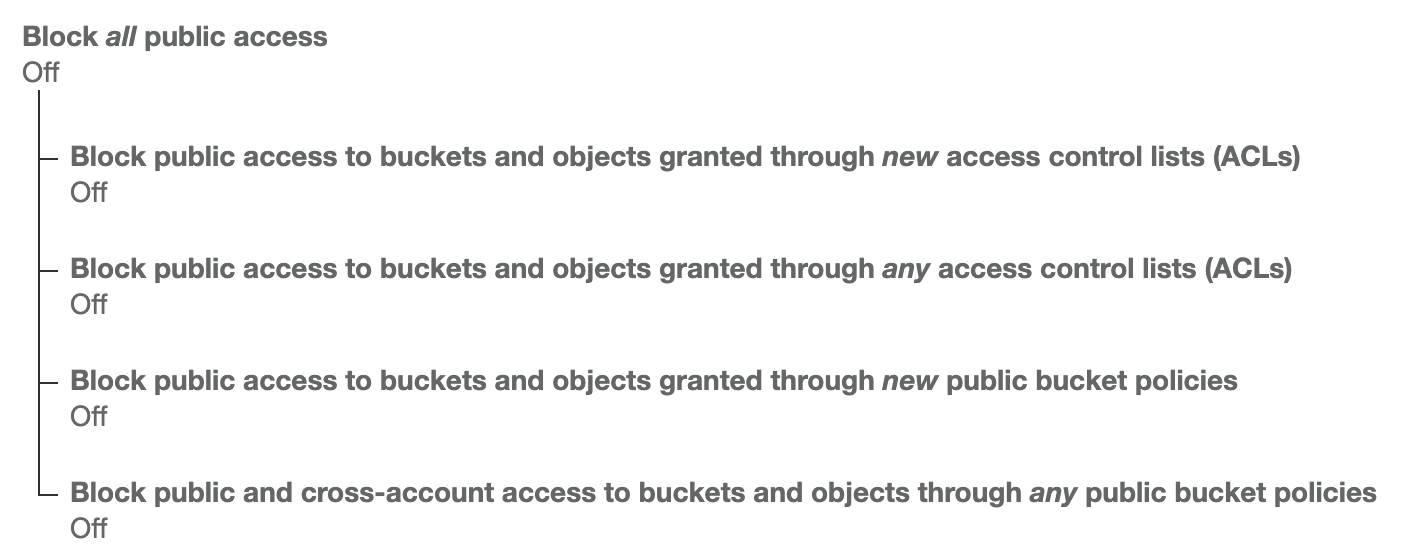 Block all public access
Off
Block public access to buckets and objects granted through new access control lists (ACLs)
Off
Block public access to buckets and objects granted through any access control lists (ACLs)
Off
Block public access to buckets and objects granted through new public bucket policies
Off
Block public and cross-account access to buckets and objects through any public bucket policies
Off